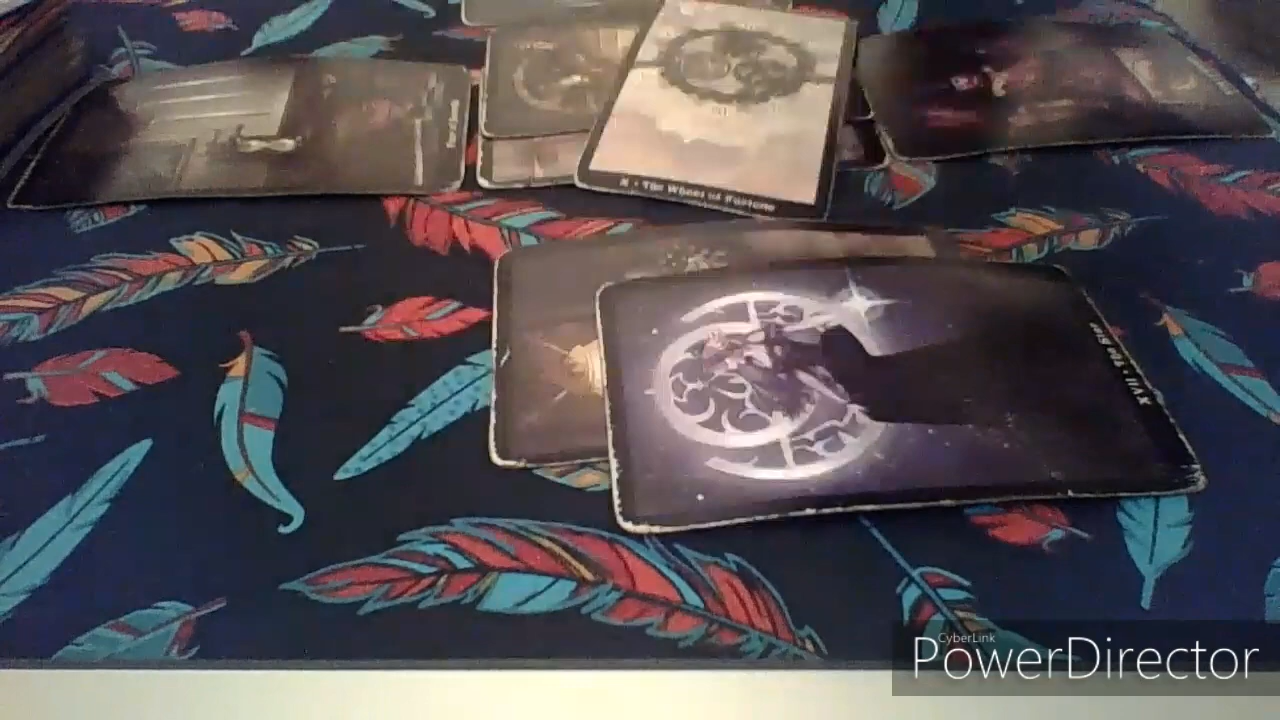 X • The Wheel of Fortune
XVII • The Star
CyberLink
PowerDirector